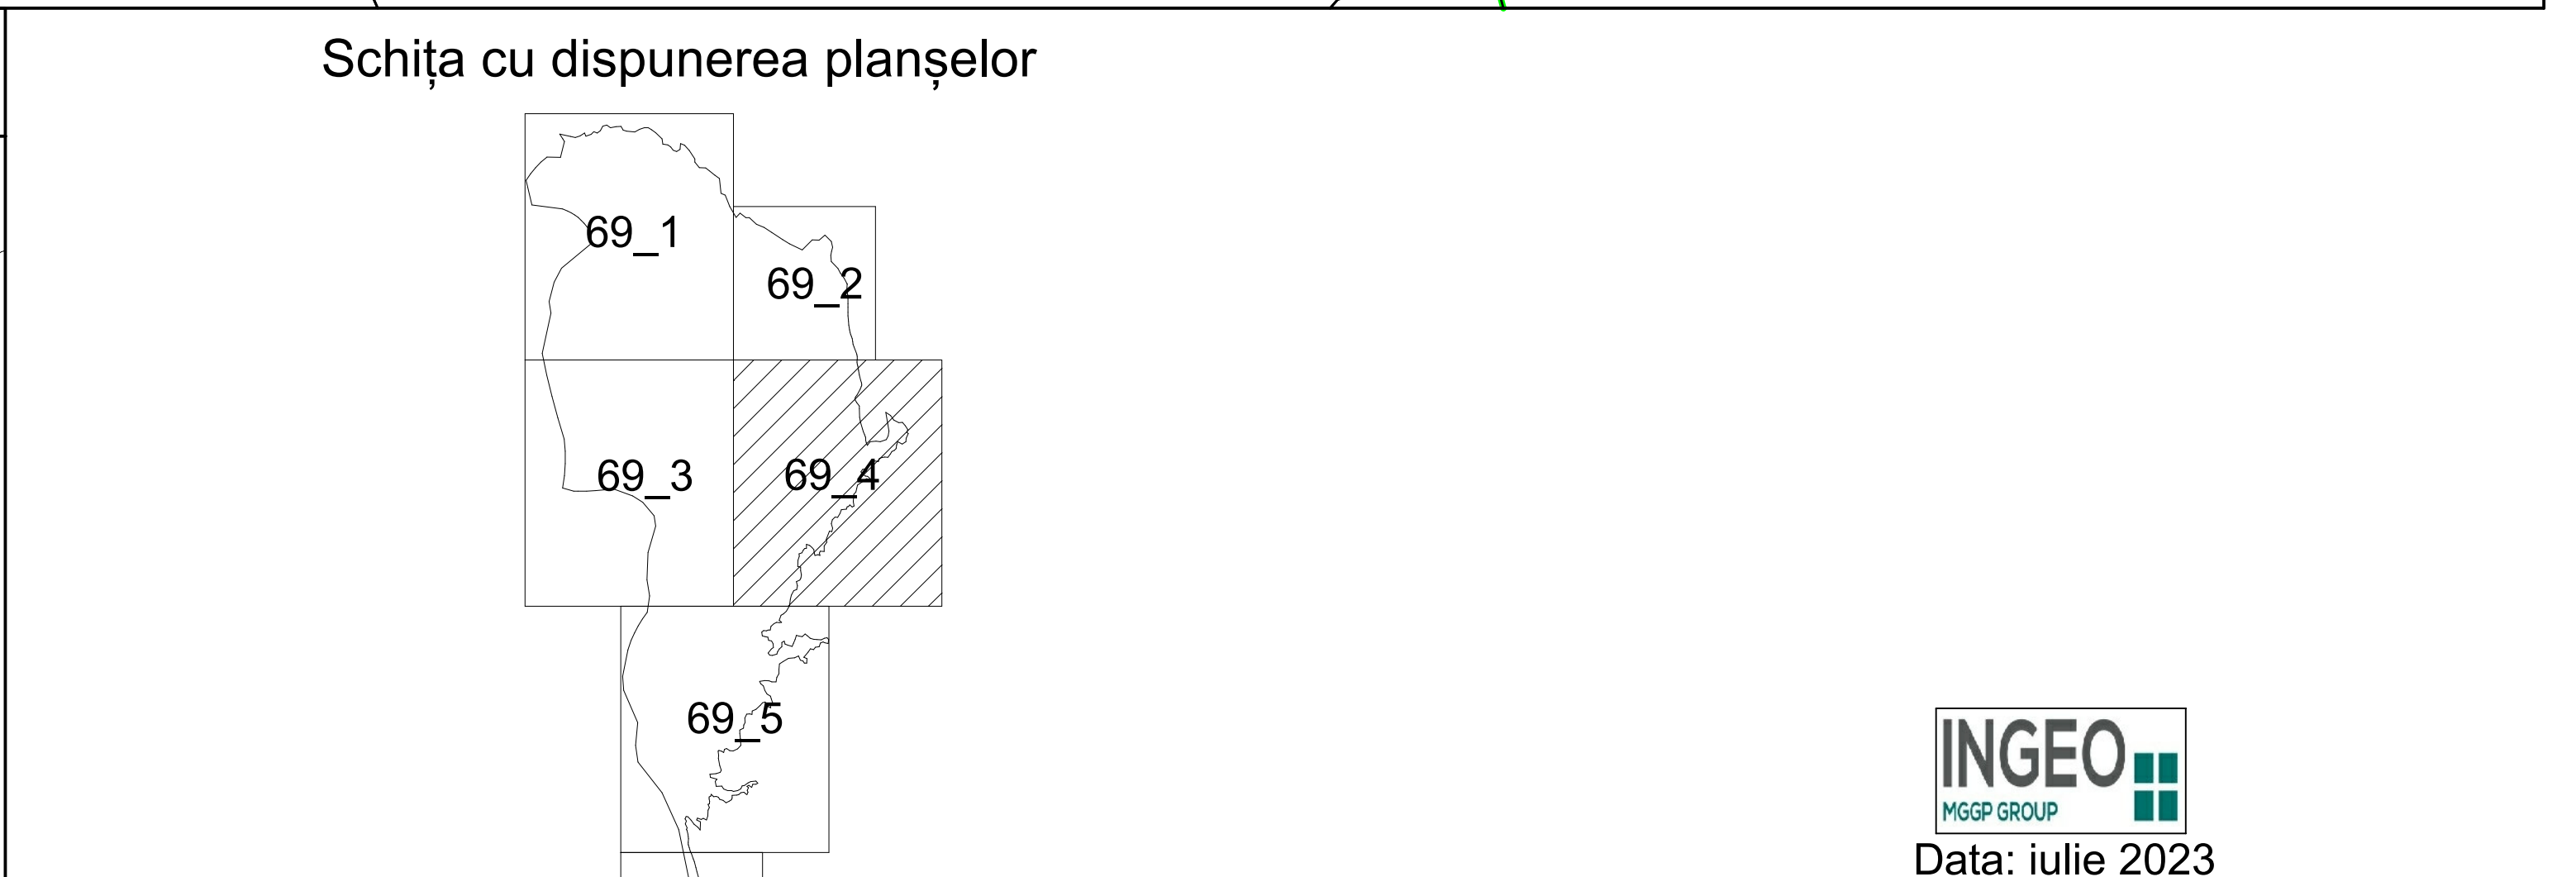 Schița cu dispunerea planșelor
69_1
69_2
69_3
69_4
69_5
INGEO
MGGP GROUP
Data: iulie 2023